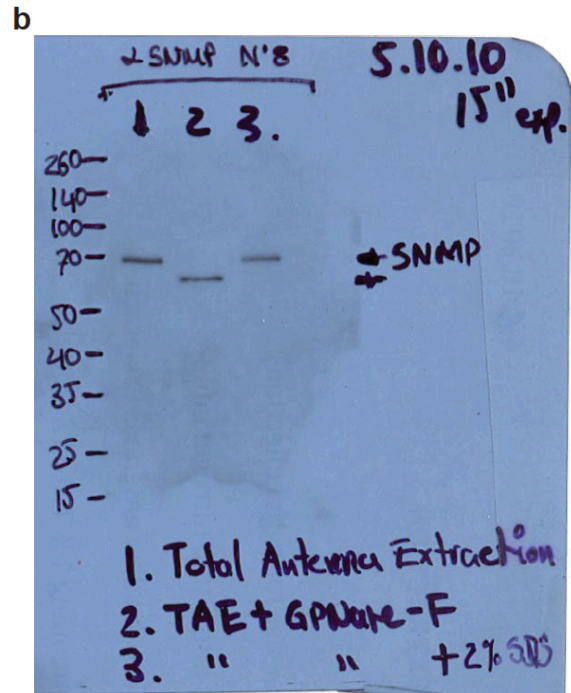 b
α SNMP N'8
5.10.10
15" exp.
1 2 3.
260
140
100
70
SNMP
50
40
35
25
15
1. Total Antenna Extraction
2. TAE + GPNase-F
3. " " + 2% SDS